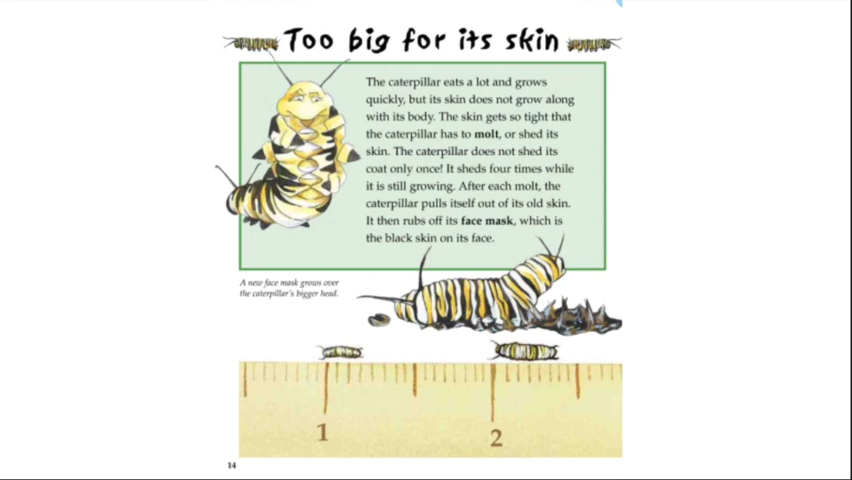 Too big for its skin
The caterpillar eats a lot and grows
quickly, but its skin does not grow along
with its body. The skin gets so tight that
the caterpillar has to molt, or shed its
skin. The caterpillar does not shed its
coat only once! It sheds four times while
it is still growing. After each molt, the
caterpillar pulls itself out of its old skin.
It then rubs off its face mask, which is
the black skin on its face.
A new face mask grows over
the caterpillar's bigger head.
1
2
14